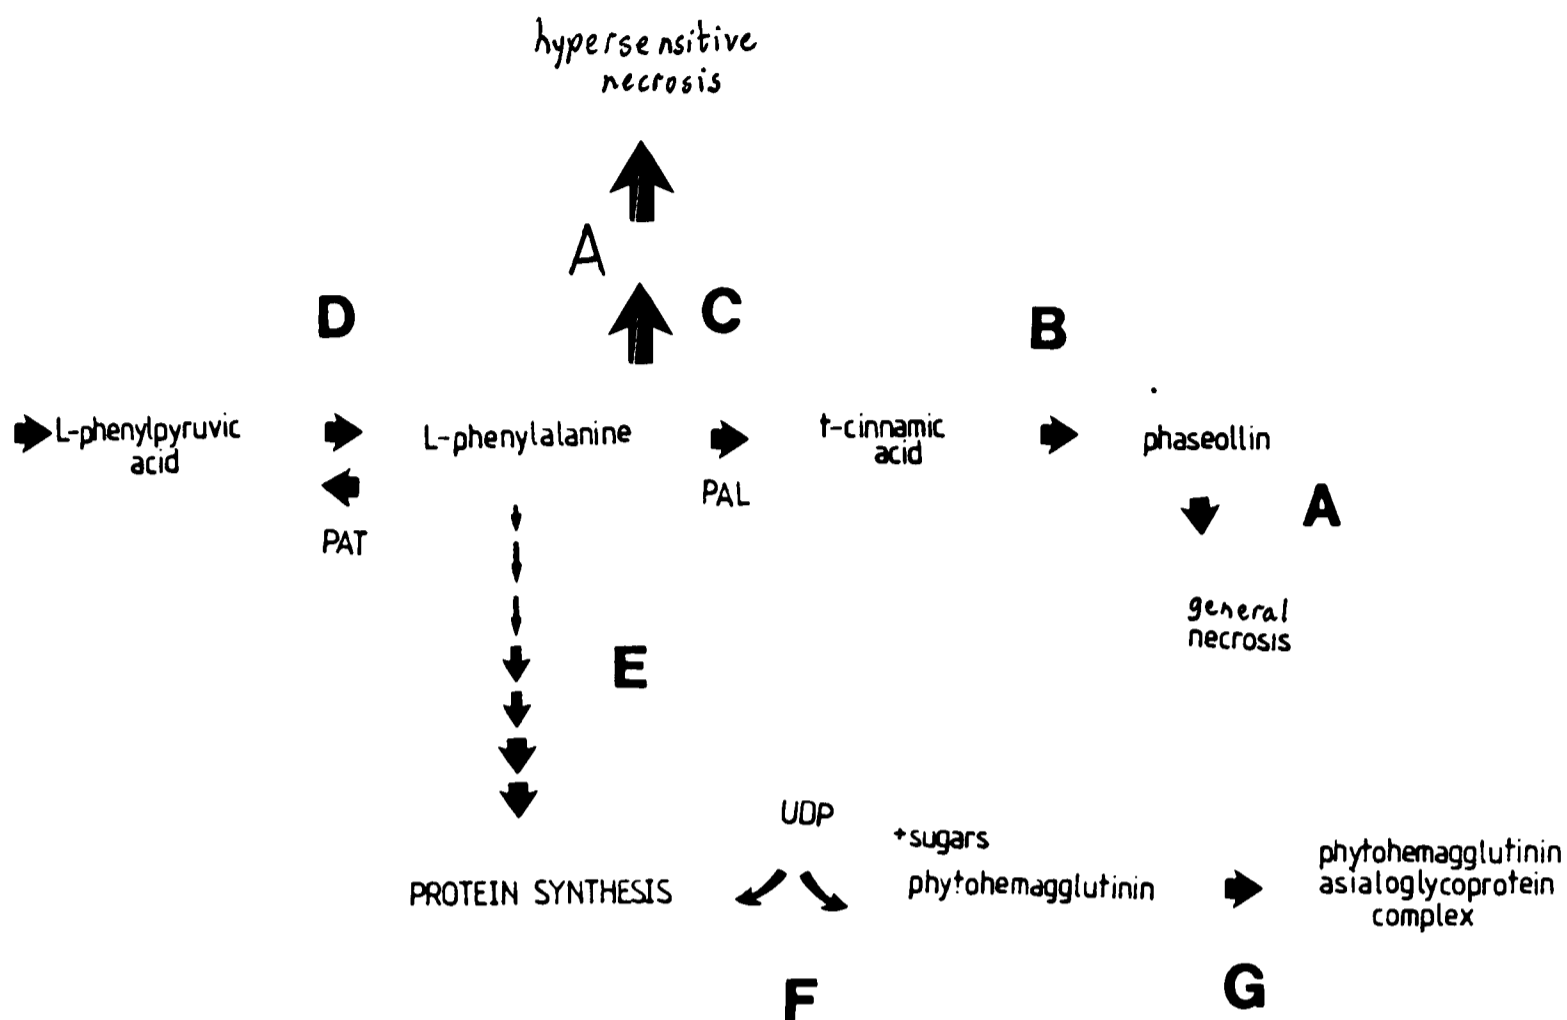 hypersensitive
necrosis
A
D
C
B
L-phenylpyruvic
acid
L-phenylalanine
t-cinnamic
acid
phaseollin
PAT
PAL
A
general
necrosis
E
UDP
+sugars
PROTEIN SYNTHESIS
phytohemagglutinin
phytohemagglutinin
asialoglycoprotein
complex
F
G